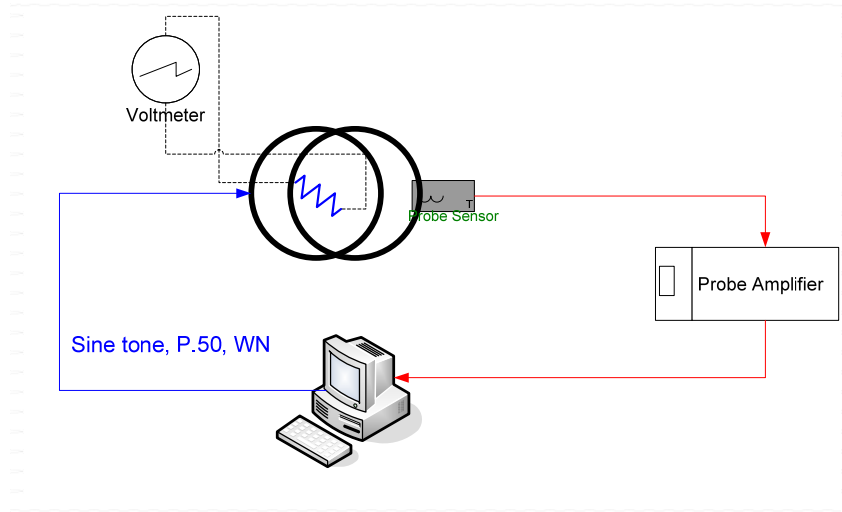 Voltmeter
T
Probe Sensor
Probe Amplifier
Sine tone, P.50, WN